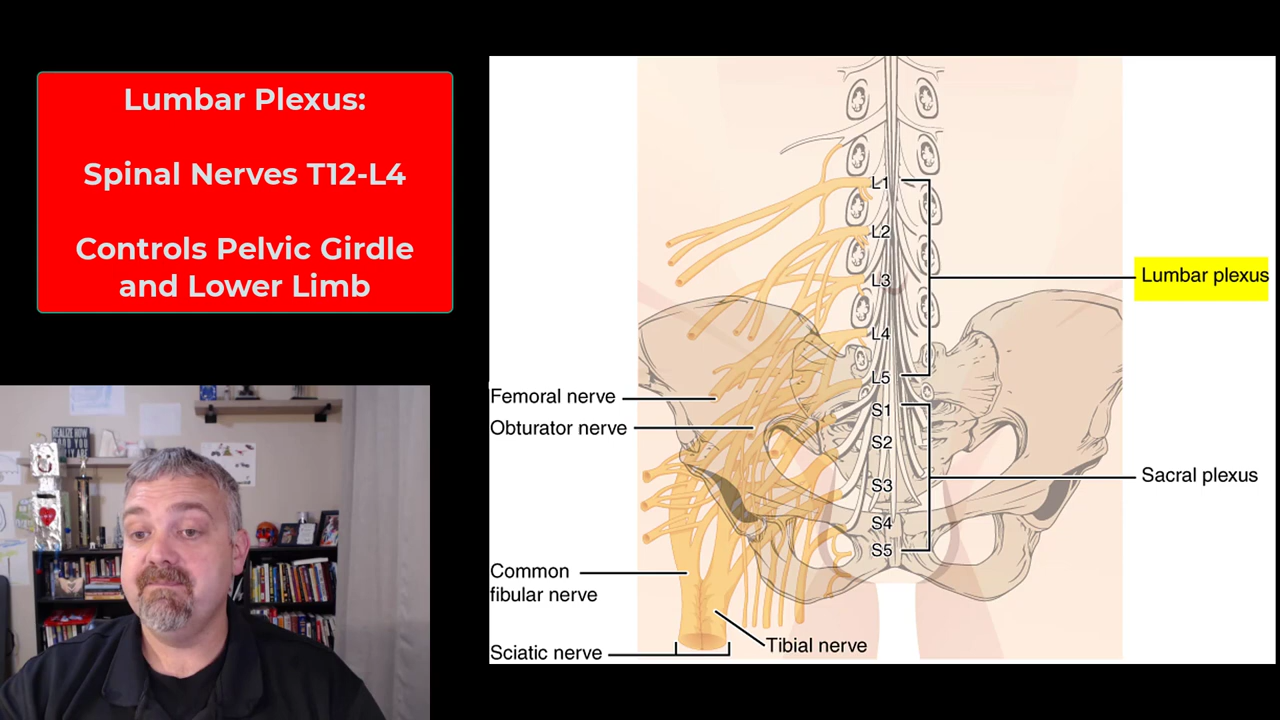 Lumbar Plexus:
Spinal Nerves T12-L4
Controls Pelvic Girdle
and Lower Limb
L1
L2
L3
L4
L5
S1
S2
S3
S4
S5
Lumbar plexus
Sacral plexus
Femoral nerve
Obturator nerve
Common
fibular nerve
Sciatic nerve
Tibial nerve